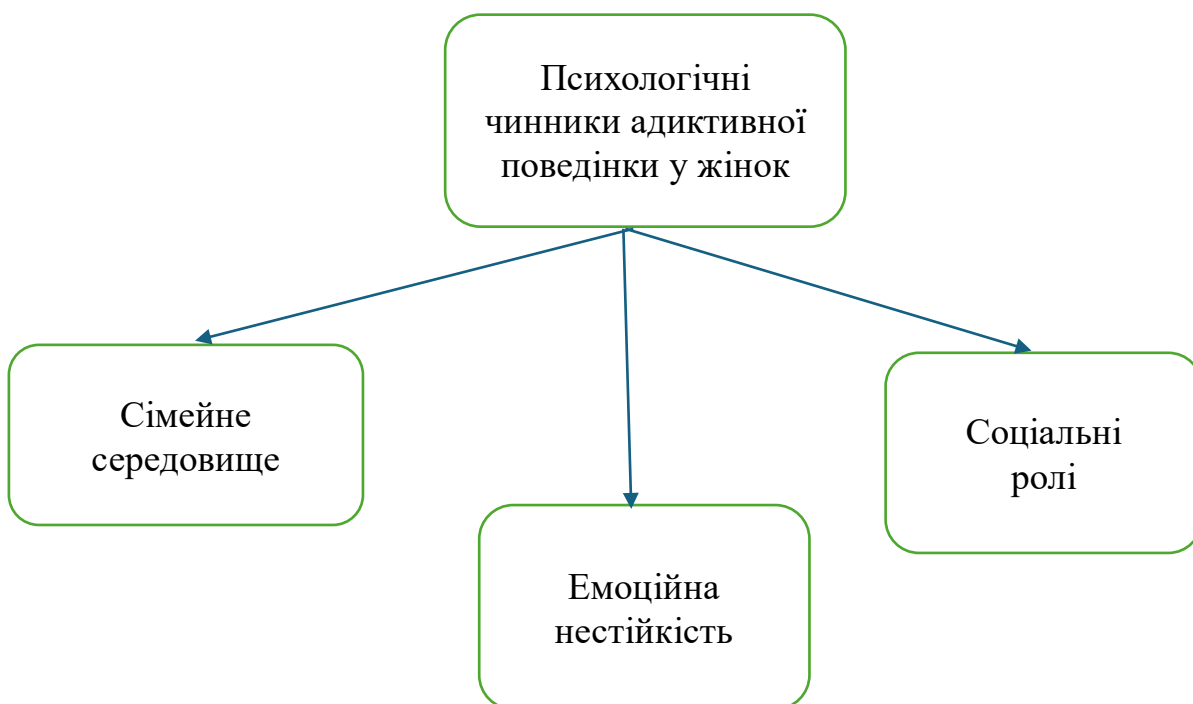 Психологічні
чинники адиктивної
поведінки у жінок
Сімейне
середовище
Соціальні
ролі
Емоційна
нестійкість